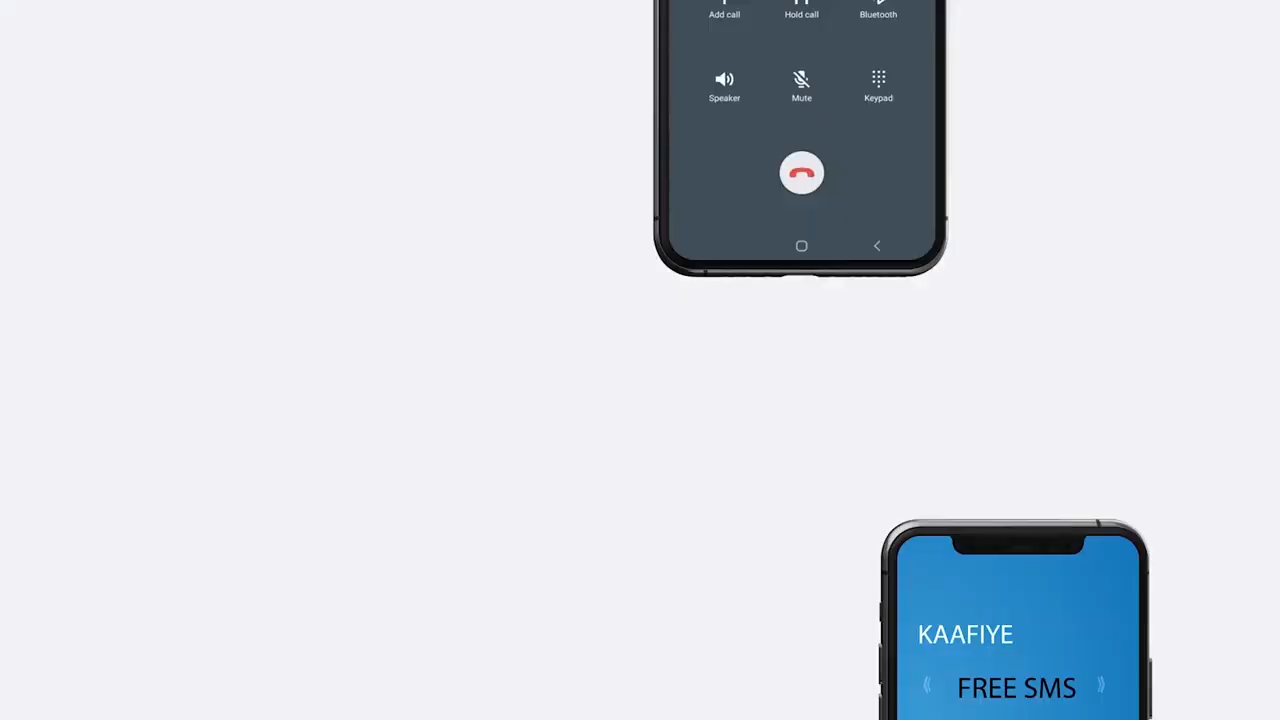 Add call Hold call Bluetooth
Speaker Mute Keypad
KAAFIYE
FREE SMS